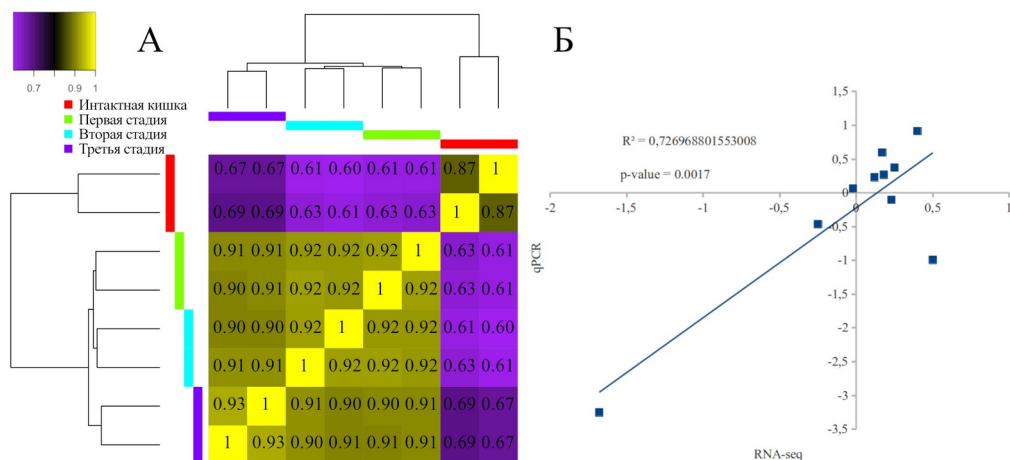 А
Б
0.7 0.9 1
Интактная кишка
Первая стадия
Вторая стадия
Третья стадия
0.67 0.67 0.61 0.60 0.61 0.61 0.87 1
0.69 0.69 0.63 0.61 0.63 0.63 1 0.87
0.91 0.91 0.92 0.92 0.92 1 0.63 0.61
0.90 0.91 0.92 0.92 1 0.92 0.63 0.61
0.90 0.90 0.92 1 0.92 0.92 0.61 0.60
0.91 0.91 1 0.92 0.92 0.92 0.63 0.61
0.93 1 0.91 0.90 0.90 0.91 0.69 0.67
1 0.93 0.90 0.91 0.91 0.91 0.69 0.67
R² = 0,726968801553008
p-value = 0.0017
1,5
1
0,5
0
-0,5
-1
-1,5
-2
-2,5
-3
-3,5
-2 -1,5 -1 -0,5 0 0,5 1
qPCR
RNA-seq